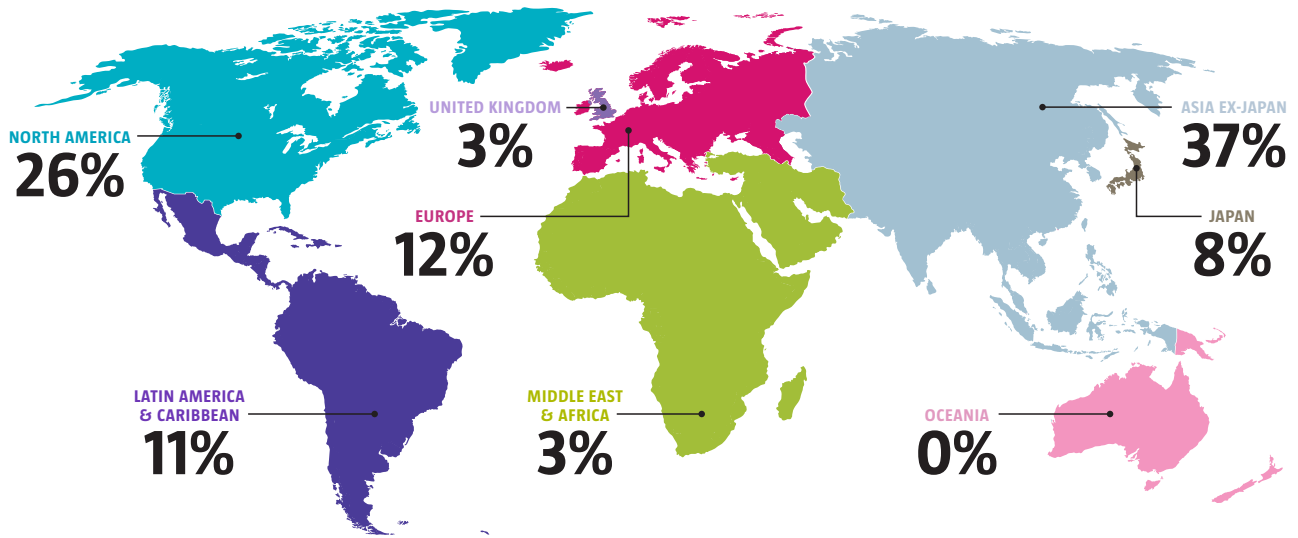 NORTH AMERICA
26%
UNITED KINGDOM
3%
EUROPE
12%
ASIA EX-JAPAN
37%
JAPAN
8%
LATIN AMERICA
& CARIBBEAN
11%
MIDDLE EAST
& AFRICA
3%
OCEANIA
0%